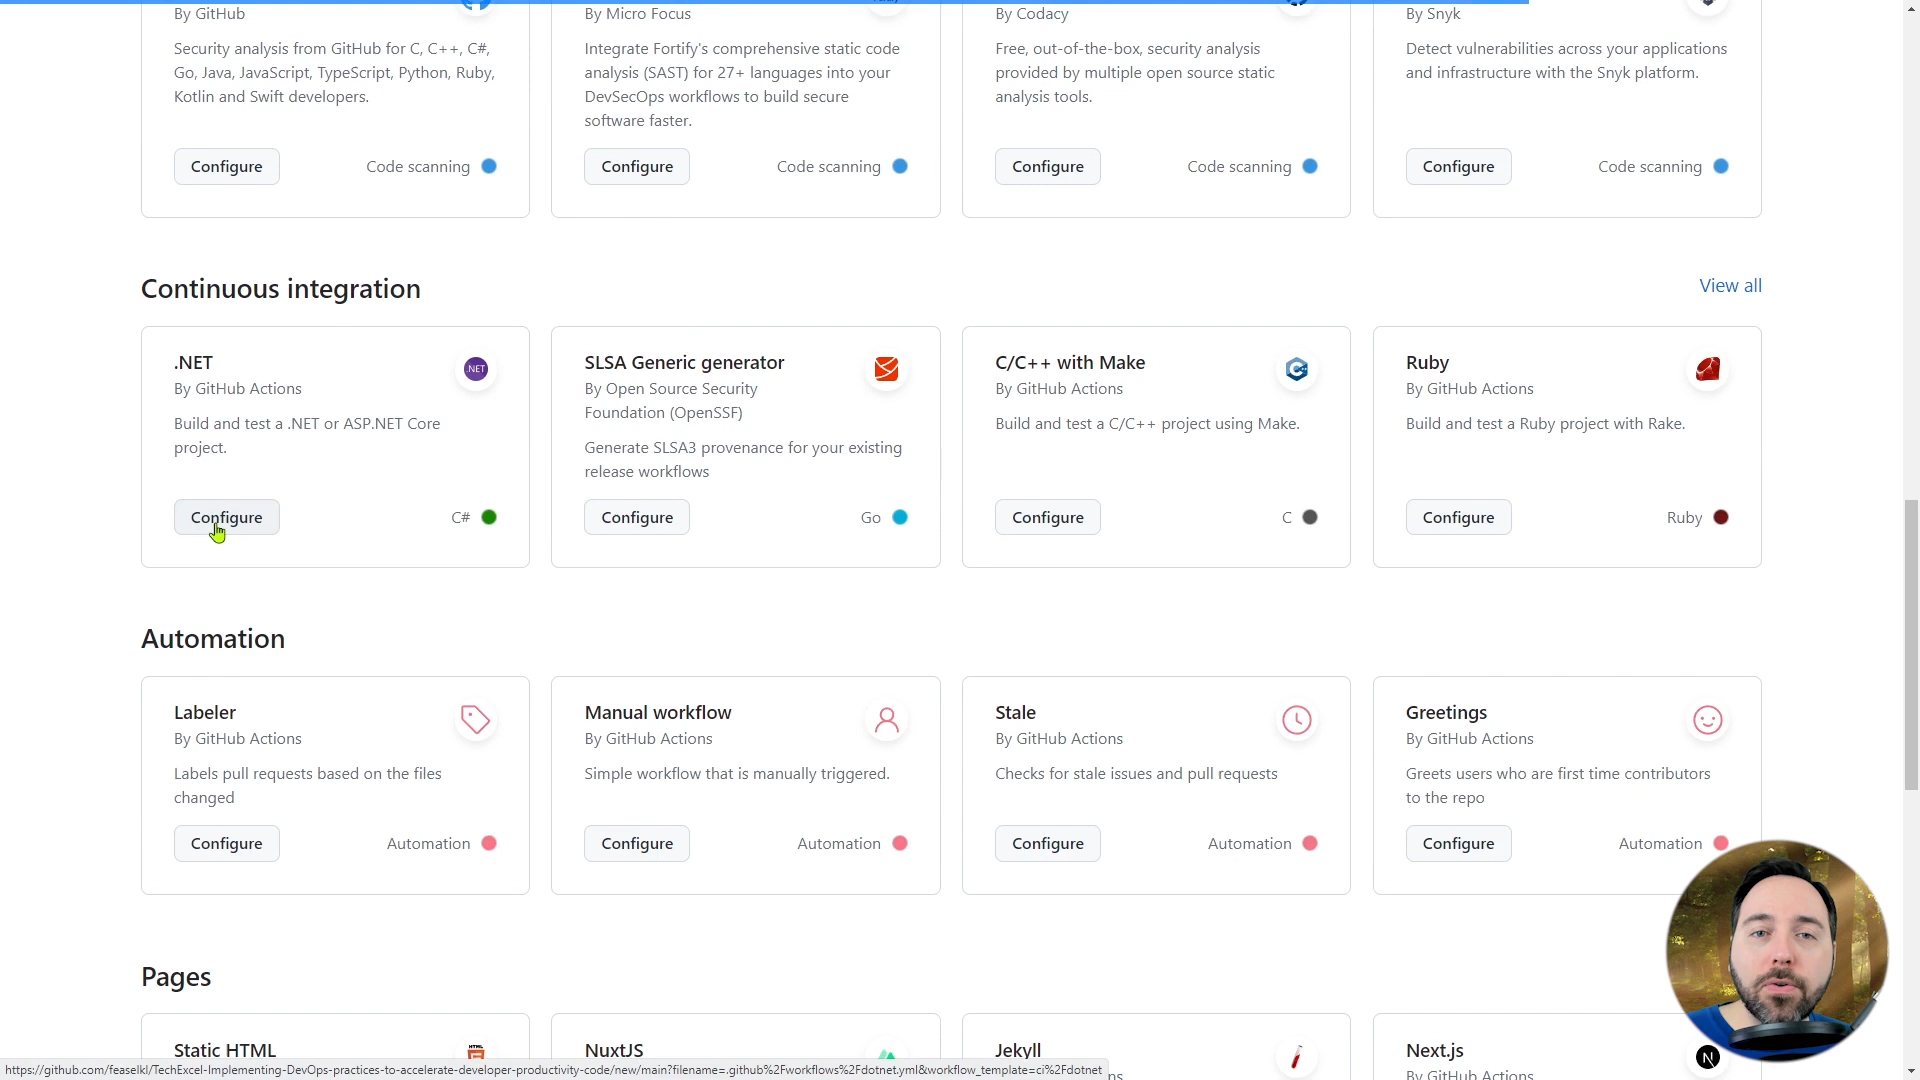 By GitHub
Security analysis from GitHub for C, C++, C#,
Go, Java, JavaScript, TypeScript, Python, Ruby,
Kotlin and Swift developers.
Configure
Code scanning
By Micro Focus
Integrate Fortify's comprehensive static code
analysis (SAST) for 27+ languages into your
DevSecOps workflows to build secure
software faster.
Configure
Code scanning
By Codacy
Free, out-of-the-box, security analysis
provided by multiple open source static
analysis tools.
Configure
Code scanning
By Snyk
Detect vulnerabilities across your applications
and infrastructure with the Snyk platform.
Configure
Code scanning
Continuous integration
View all
.NET
.NET
By GitHub Actions
Build and test a .NET or ASP.NET Core
project.
Configure
C#
SLSA Generic generator
By Open Source Security
Foundation (OpenSSF)
Generate SLSA3 provenance for your existing
release workflows
Configure
Go
C/C++ with Make
By GitHub Actions
Build and test a C/C++ project using Make.
Configure
C
Ruby
By GitHub Actions
Build and test a Ruby project with Rake.
Configure
Ruby
Automation
Labeler
By GitHub Actions
Labels pull requests based on the files
changed
Configure
Automation
Manual workflow
By GitHub Actions
Simple workflow that is manually triggered.
Configure
Automation
Stale
By GitHub Actions
Checks for stale issues and pull requests
Configure
Automation
Greetings
By GitHub Actions
Greets users who are first time contributors
to the repo
Configure
Automation
Pages
Static HTML
HTML
NuxtJS
Jekyll
Next.js
N
By GitHub Actions
https://github.com/feaselkl/TechExcel-Implementing-DevOps-practices-to-accelerate-developer-productivity-code/new/main?filename=.github%2Fworkflows%2Fdotnet.yml&workflow_template=ci%2Fdotnet